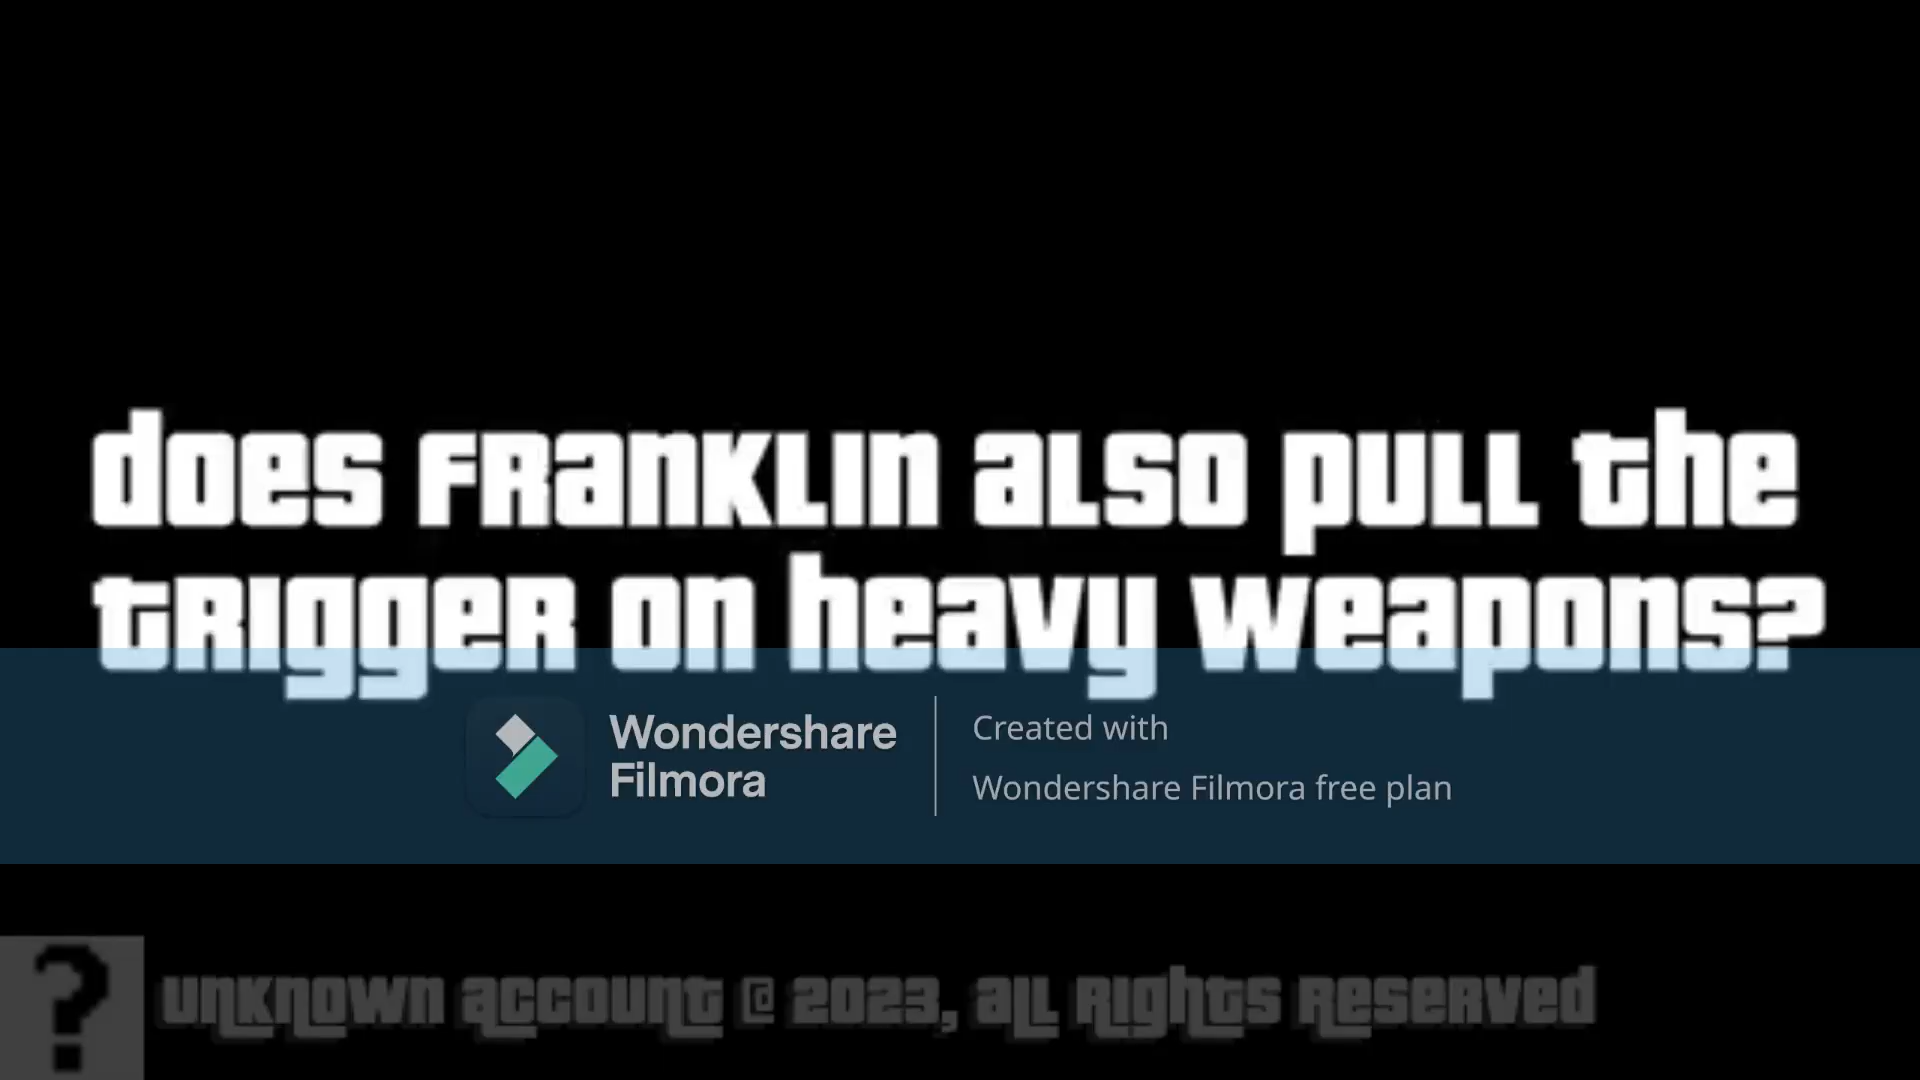 does Franklin also pull the
trigger on heavy weapons?
Wondershare
Filmora
Created with
Wondershare Filmora free plan
? unknown account @ 2023, all rights reserved